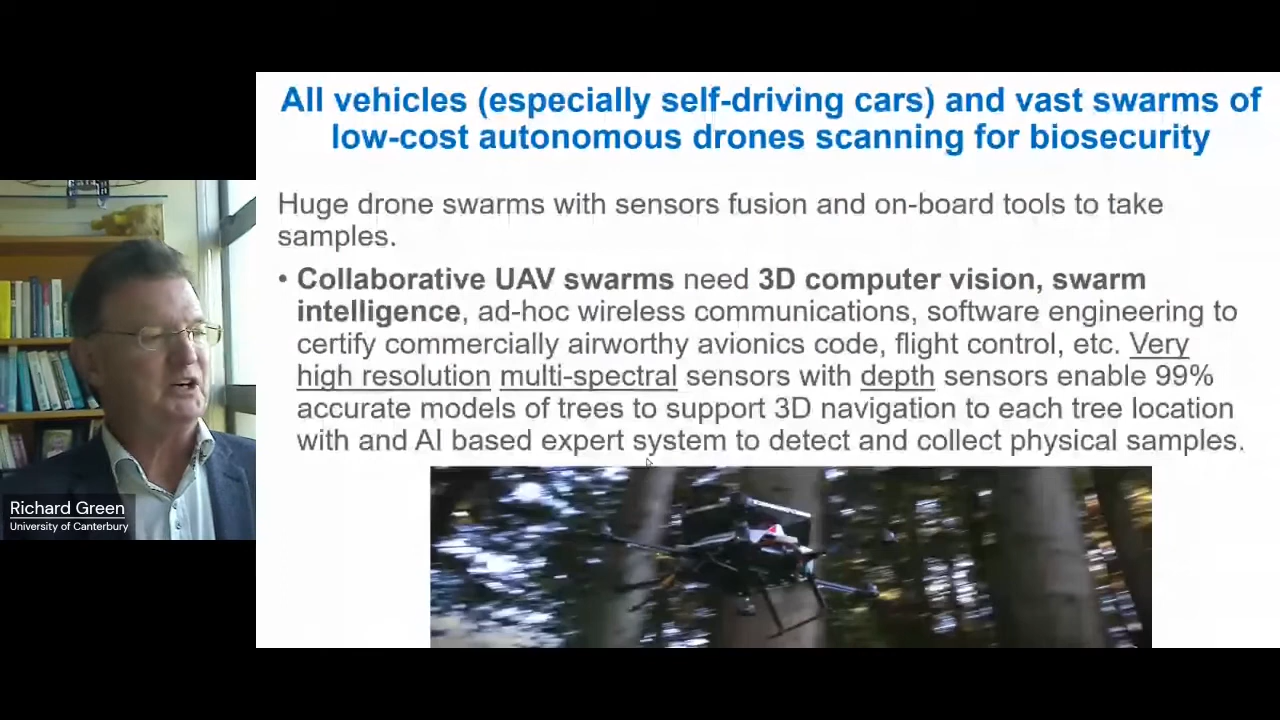 All vehicles (especially self-driving cars) and vast swarms of
low-cost autonomous drones scanning for biosecurity
Huge drone swarms with sensors fusion and on-board tools to take
samples.
• Collaborative UAV swarms need 3D computer vision, swarm
intelligence, ad-hoc wireless communications, software engineering to
certify commercially airworthy avionics code, flight control, etc. Very
high resolution multi-spectral sensors with depth sensors enable 99%
accurate models of trees to support 3D navigation to each tree location
with and AI based expert system to detect and collect physical samples.
Richard Green
University of Canterbury